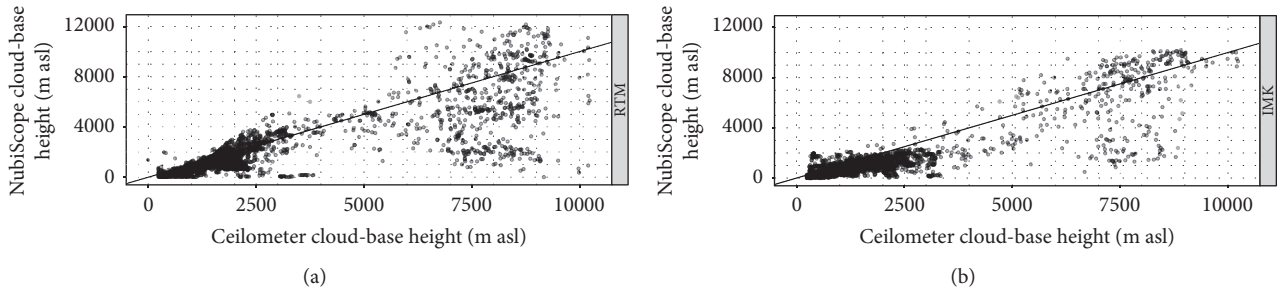 NubiScope cloud-base
height (m asl)
12000
8000
4000
0
0
2500
5000
7500
10000
Ceilometer cloud-base height (m asl)
RTM
(a)
NubiScope cloud-base
height (m asl)
12000
8000
4000
0
0
2500
5000
7500
10000
Ceilometer cloud-base height (m asl)
IMK
(b)